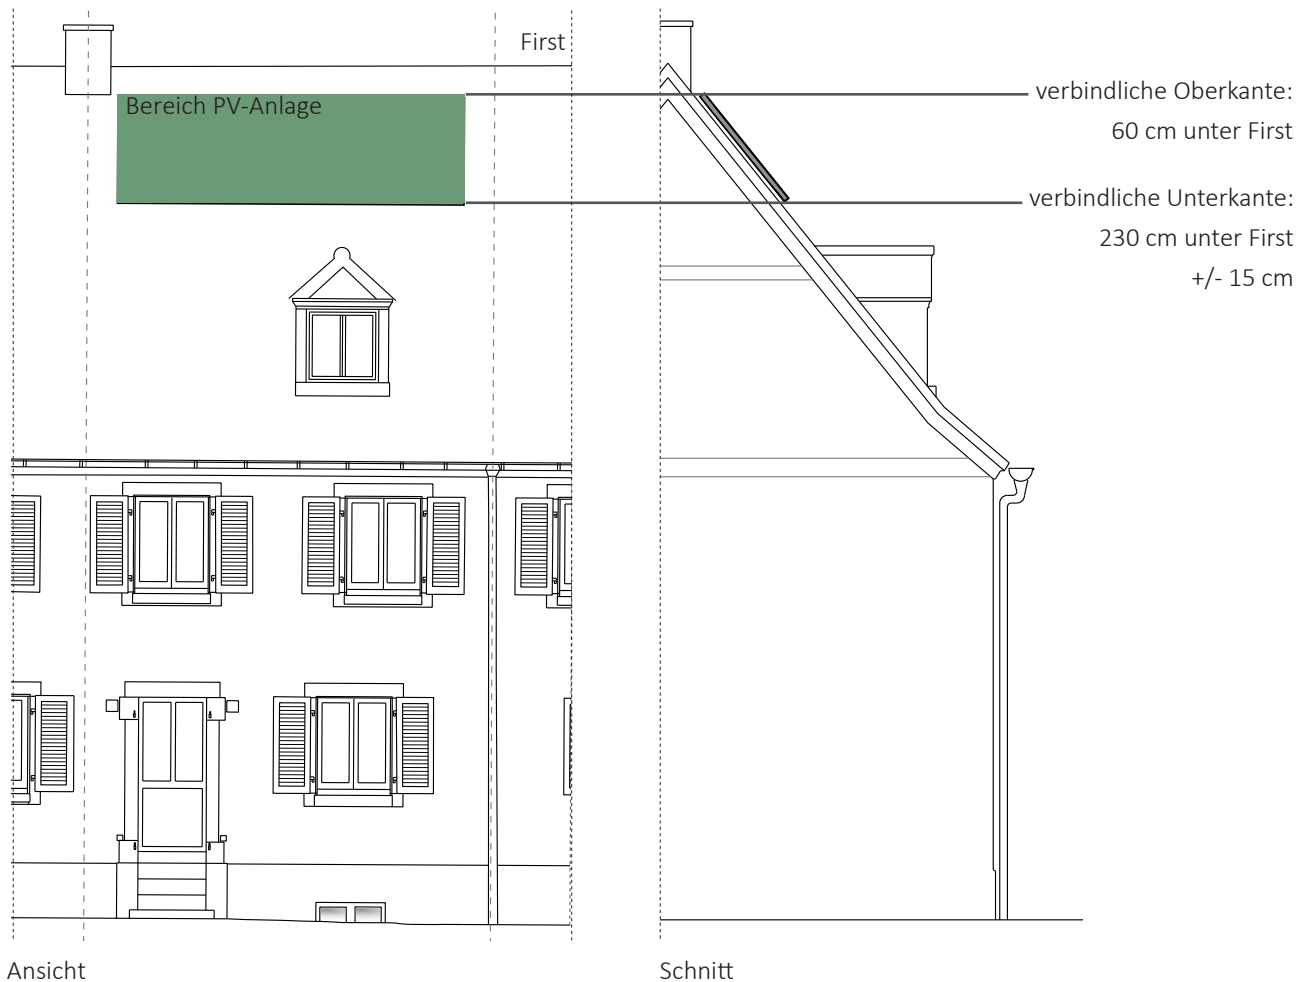 First
Bereich PV-Anlage
verbindliche Oberkante:
60 cm unter First
verbindliche Unterkante:
230 cm unter First
+/- 15 cm
Ansicht
Schnitt